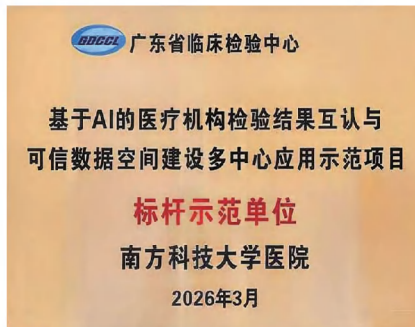 GDCCL 广东省临床检验中心
基于AI的医疗机构检验结果互认与
可信数据空间建设多中心应用示范项目
标杆示范单位
南方科技大学医院
2026年3月